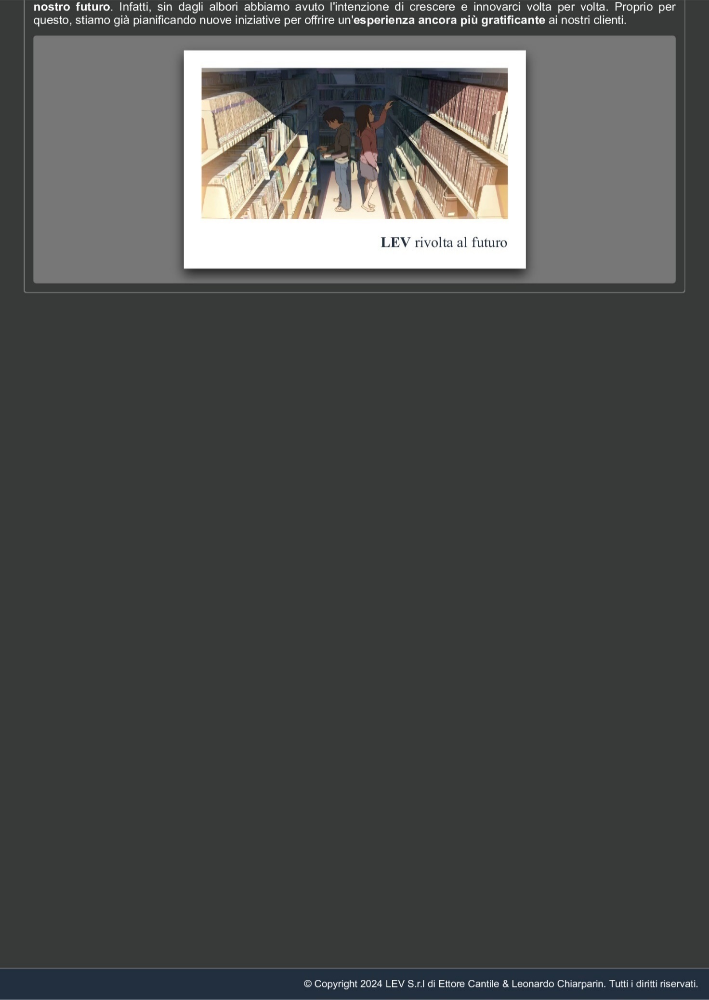 nostro futuro. Infatti, sin dagli albori abbiamo avuto l'intenzione di crescere e innovarci volta per volta. Proprio per
questo, stiamo già pianificando nuove iniziative per offrire un'esperienza ancora più gratificante ai nostri clienti.
LEV rivolta al futuro
© Copyright 2024 LEV S.r.l di Ettore Cantile & Leonardo Chiarparin. Tutti i diritti riservati.